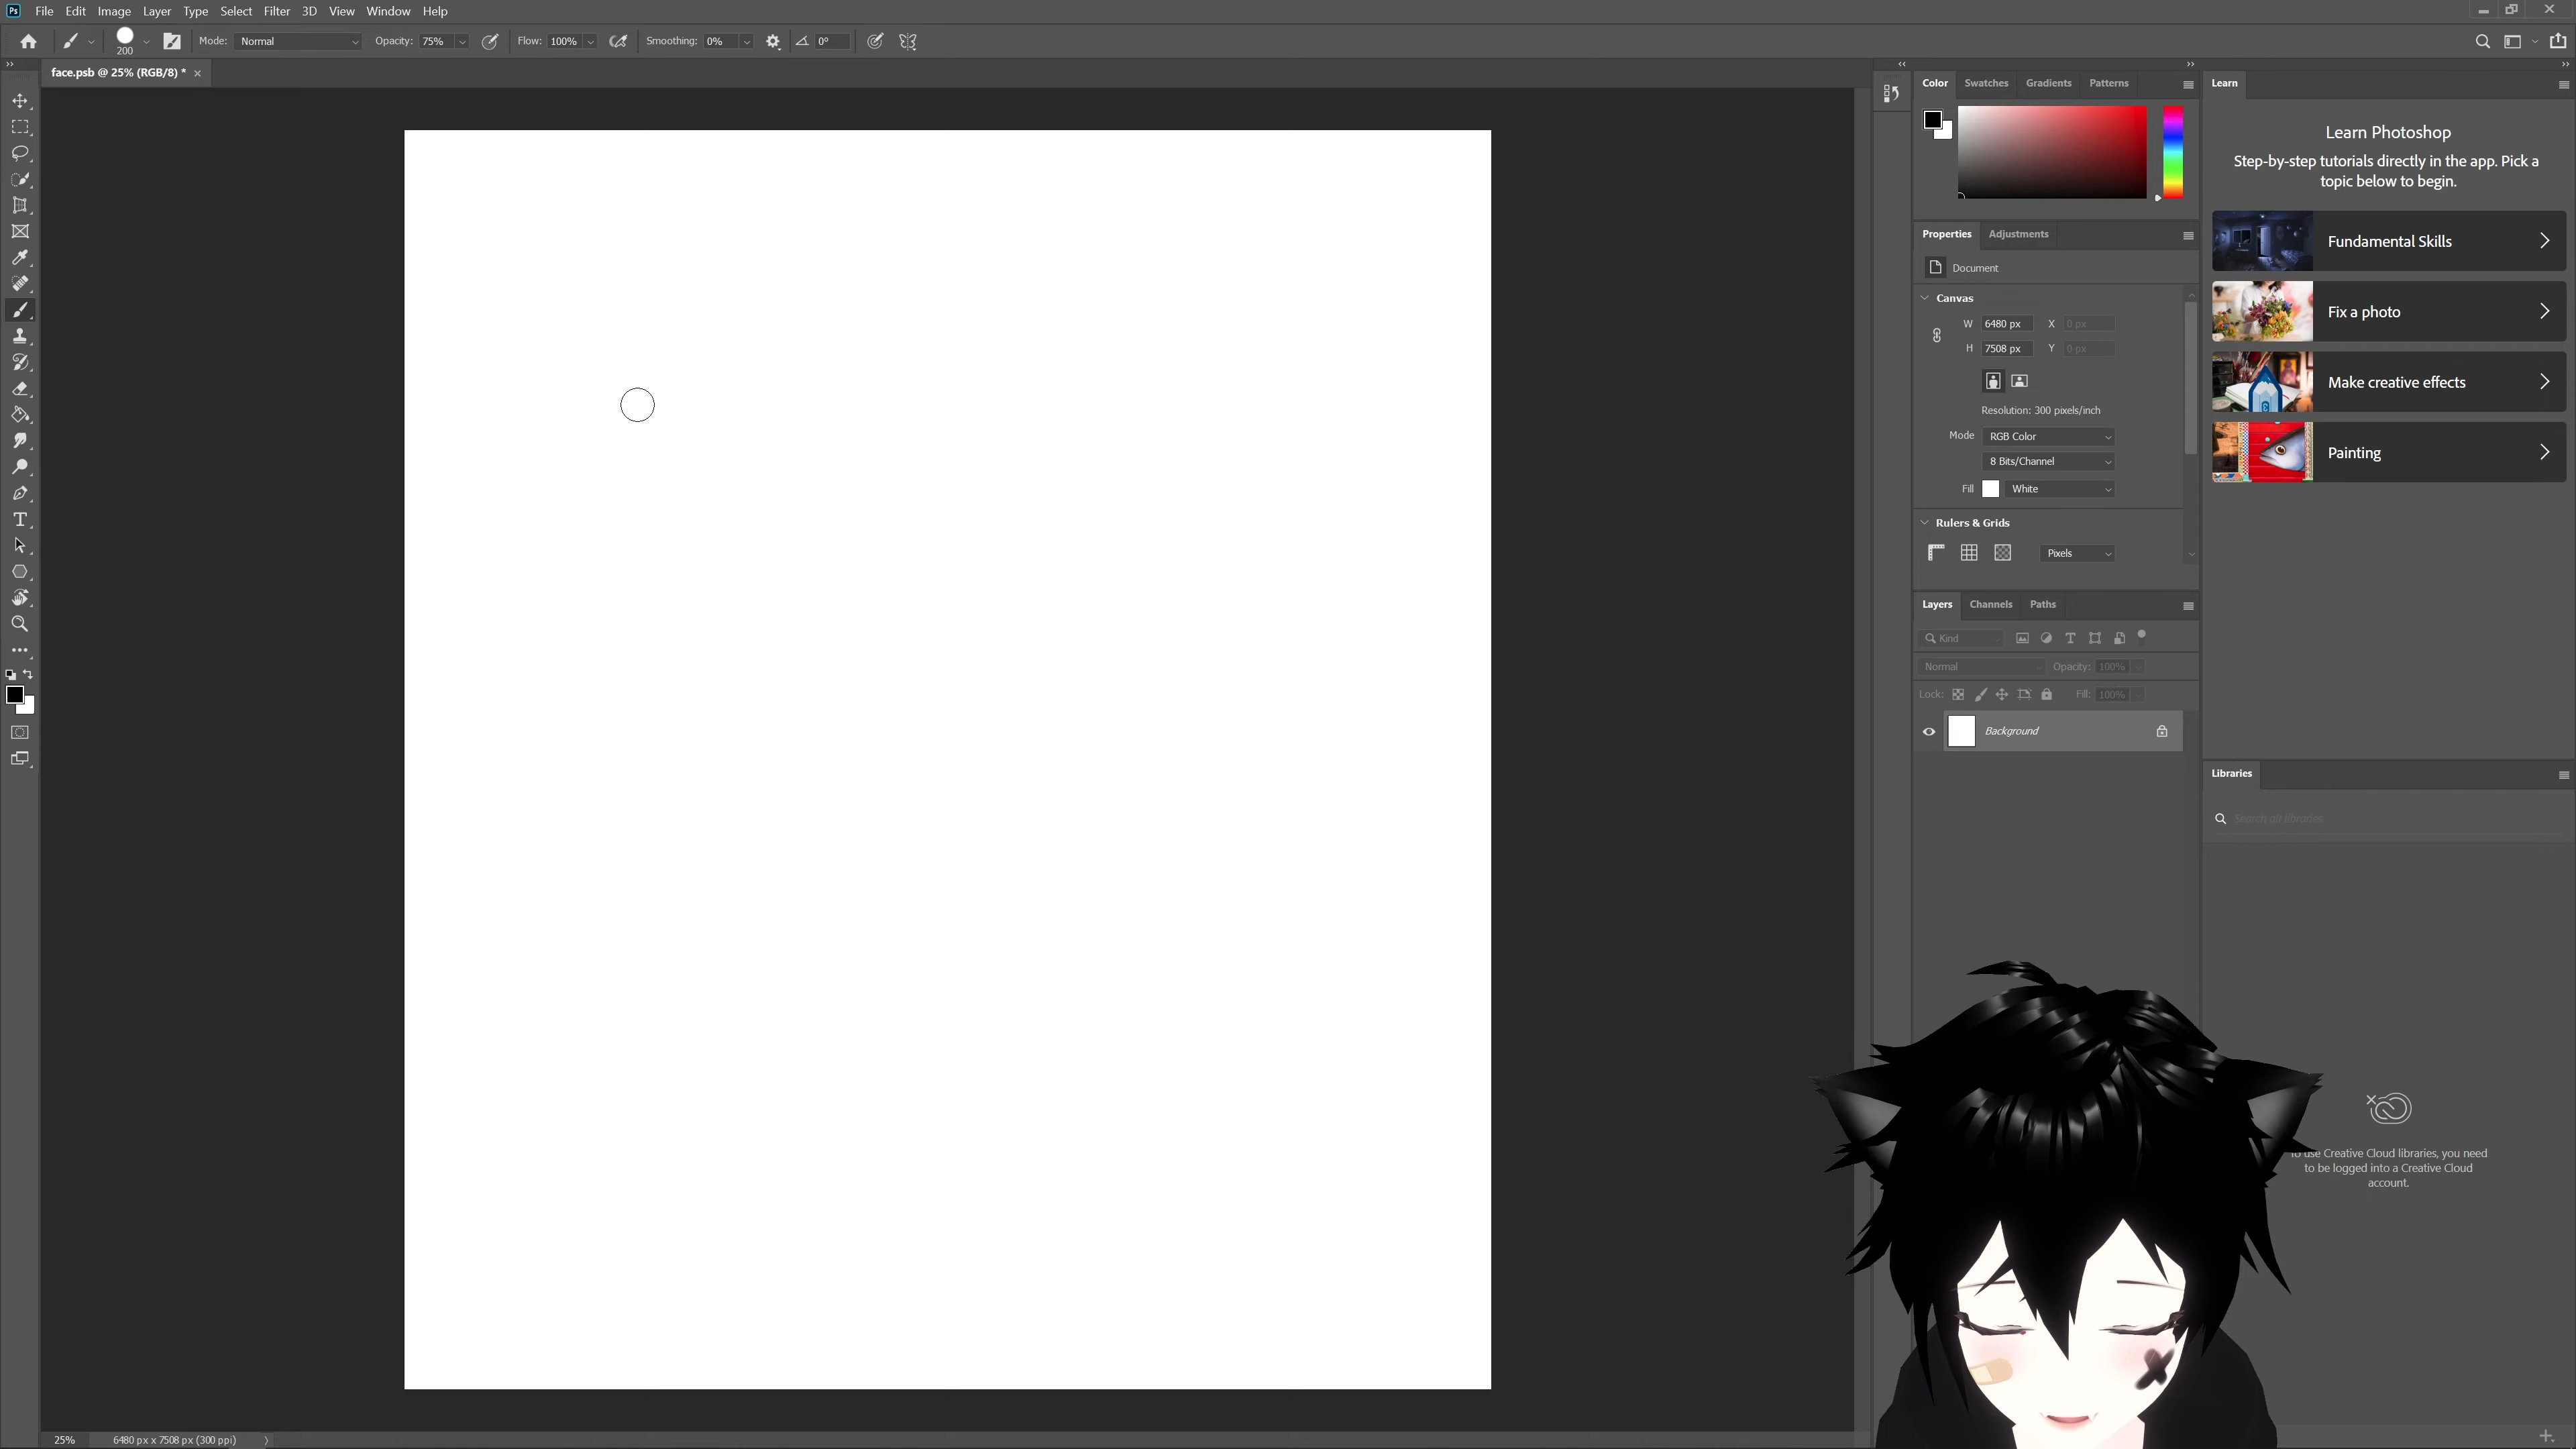 Ps File Edit Image Layer Type Select Filter 3D View Window Help
200 Mode: Normal Opacity: 75% Flow: 100% Smoothing: 0% 0°
face.psb @ 25% (RGB/8) * ×
Color Swatches Gradients Patterns
Learn
Learn Photoshop
Step-by-step tutorials directly in the app. Pick a
topic below to begin.
Fundamental Skills
Fix a photo
Make creative effects
Painting
Properties Adjustments
Document
Canvas
W 6480 px X 0 px
H 7508 px Y 0 px
Resolution: 300 pixels/inch
Mode RGB Color
8 Bits/Channel
Fill White
Rulers & Grids
Pixels
Layers Channels Paths
Kind
Normal Opacity: 100%
Lock: Fill: 100%
Background
Libraries
Search all libraries
To use Creative Cloud libraries, you need
to be logged into a Creative Cloud
account.
25% 6480 px x 7508 px (300 ppi)